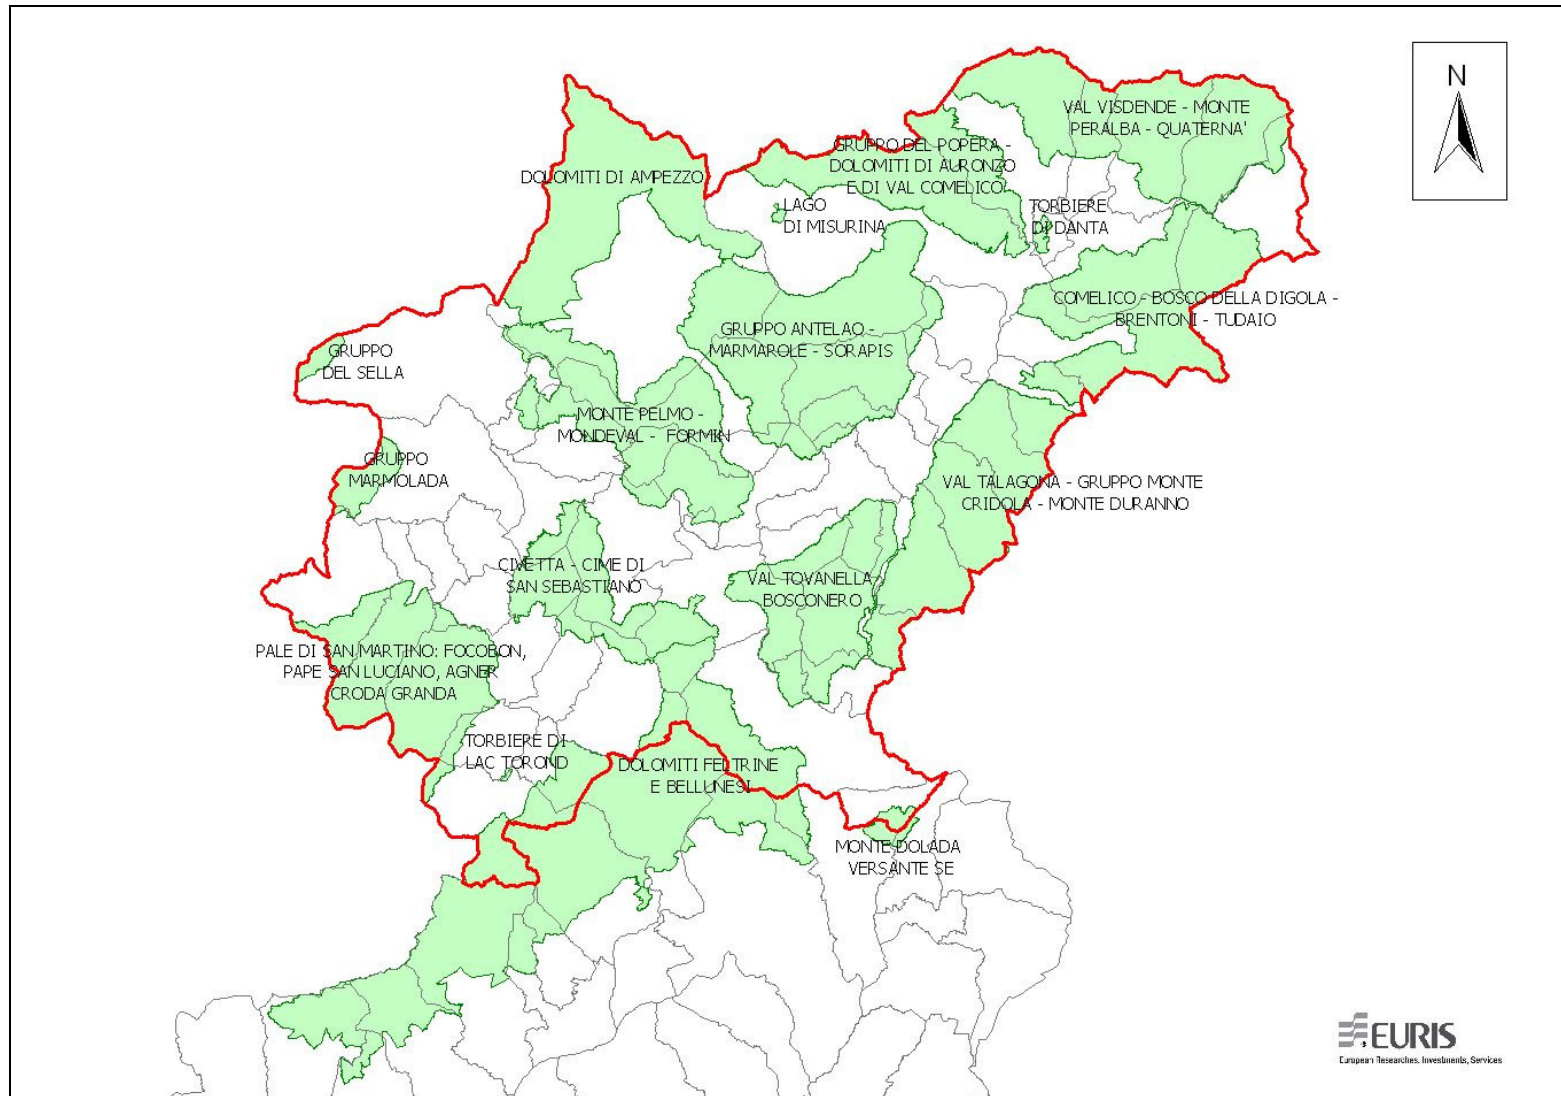 N
VAL VISDENDE - MONTE
PERALBA - QUATERNA'
GRUPPO DEL POPERA -
DOLOMITI DI AURONZO
E DI VAL COMELICO
DOLOMITI DI AMPEZZO
LAGO
DI MISURINA
TORBIERE
DI DANTA
COMELICO - BOSCO DELLA DIGOLA -
BRENTONI - TUDAIO
GRUPPO ANTELAO -
MARMAROLE - SORAPIS
GRUPPO
DEL SELLA
MONTE PELMO -
MONDEVAL - FORMIN
GRUPPO
MARMOLADA
VAL TALAGONA - GRUPPO MONTE
CRIDOLA - MONTE DURANNO
CIVETTA - CIME DI
SAN SEBASTIANO
VAL TOVANELLA
BOSCONERO
PALE DI SAN MARTINO: FOCOBON,
PAPE SAN LUCIANO, AGNER
CRODA GRANDA
TORBIERE DI
LAC TOROND
DOLOMITI FELTRINE
E BELLUNESI
MONTE DOLADA
VERSANTE SE
EURIS
European Researches, Investments, Services